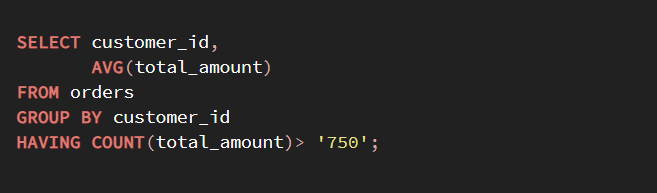 SELECT customer_id,
       AVG(total_amount)
FROM orders
GROUP BY customer_id
HAVING COUNT(total_amount)> '750';